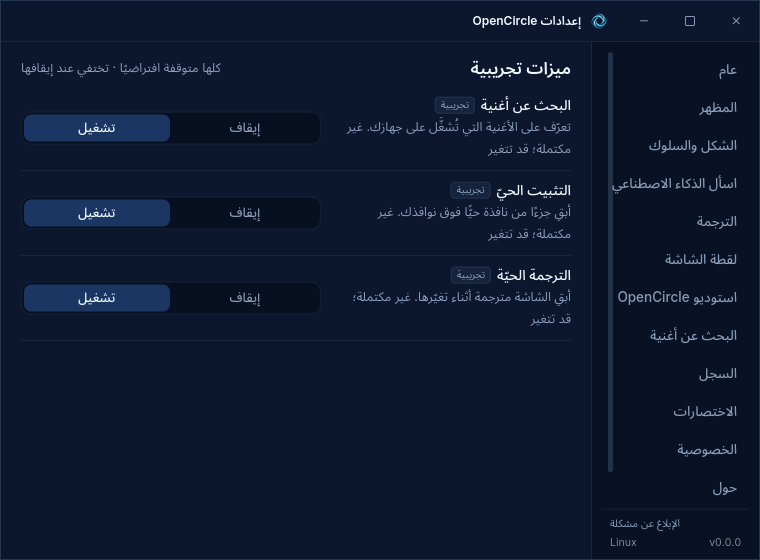 إعدادات OpenCircle
عام
المظهر
الشكل والسلوك
اسأل الذكاء الاصطناعي
الترجمة
لقطة الشاشة
استوديو OpenCircle
البحث عن أغنية
السجل
الاختصارات
الخصوصية
حول
الإبلاغ عن مشكلة
v0.0.0 Linux
ميزات تجريبية
كلها متوقفة افتراضيًا · تختفي عند إيقافها
البحث عن أغنية تجريبية
تعرّف على الأغنية التي تُشغَّل على جهازك. غير
مكتملة؛ قد تتغير
إيقاف تشغيل
التثبيت الحيّ تجريبية
أبقِ جزءًا من نافذة حيًّا فوق نوافذك. غير
مكتملة؛ قد تتغير
إيقاف تشغيل
الترجمة الحيّة تجريبية
أبقِ الشاشة مترجمة أثناء تغيّرها. غير مكتملة؛
قد تتغير
إيقاف تشغيل